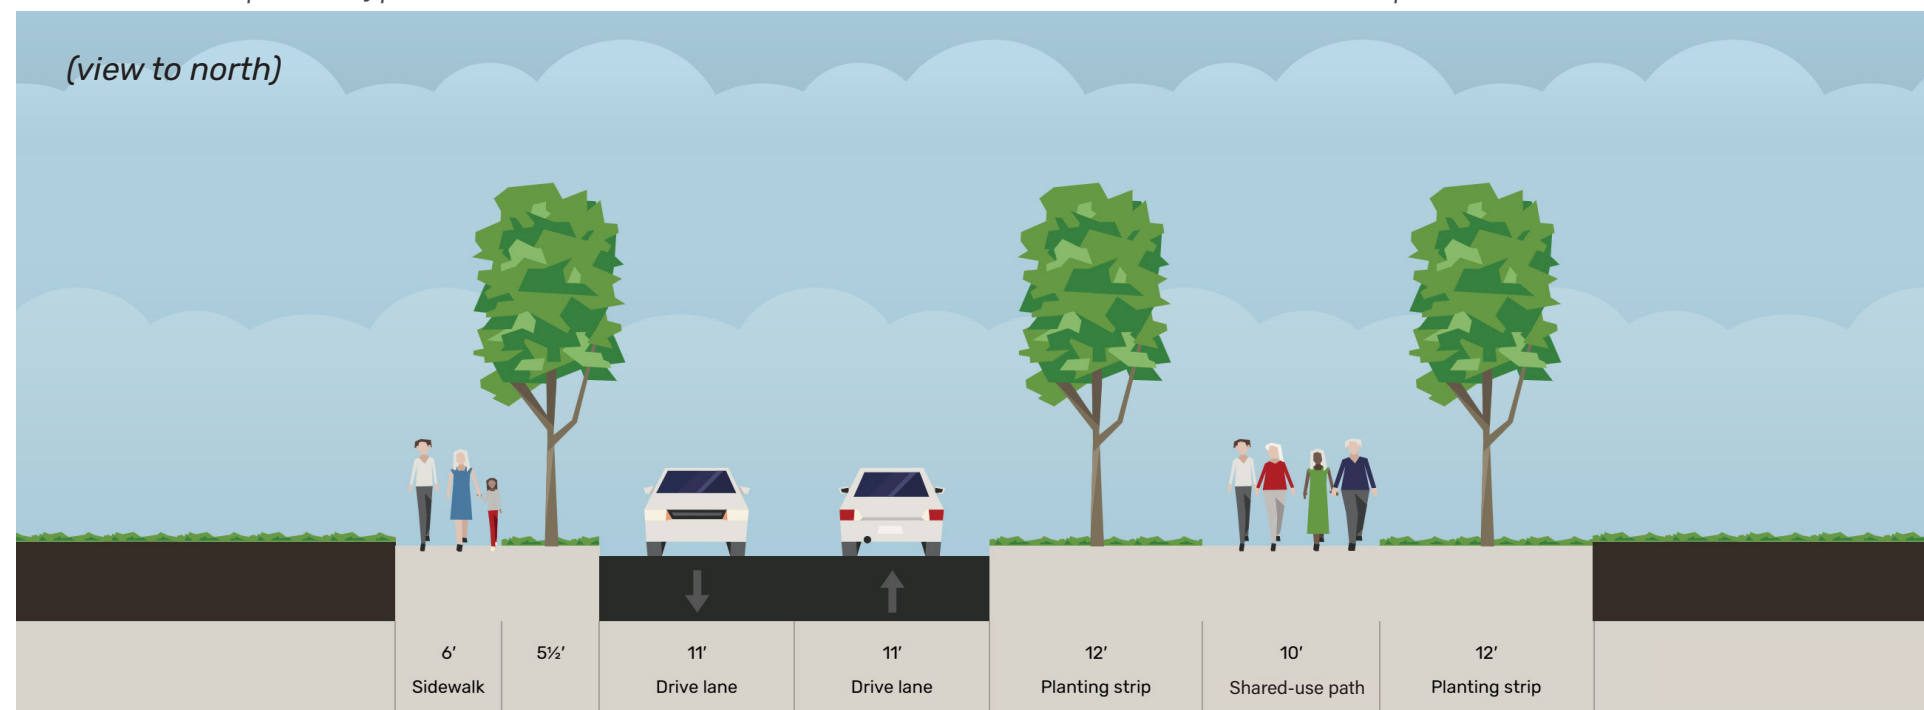 (view to north)
6′ 5½′ 11′ 11′ 12′ 10′ 12′
Sidewalk Drive lane Drive lane Planting strip Shared-use path Planting strip